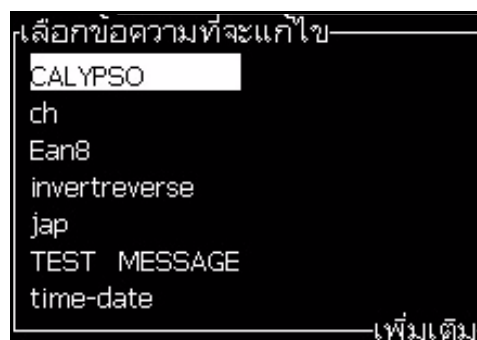 เลือกข้อความที่จะแก้ไข
CALYPSO
ch
Ean8
invertreverse
jap
TEST MESSAGE
time-date
เพิ่มเติม